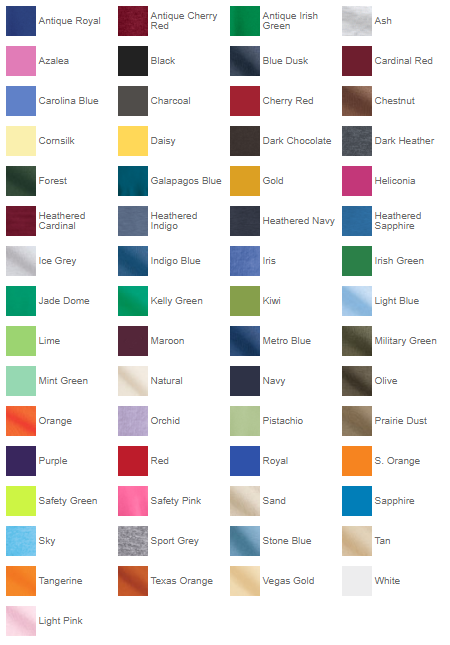 Antique Royal
Antique Cherry
Red
Antique Irish
Green
Ash
Azalea
Black
Blue Dusk
Cardinal Red
Carolina Blue
Charcoal
Cherry Red
Chestnut
Cornsilk
Daisy
Dark Chocolate
Dark Heather
Forest
Galapagos Blue
Gold
Heliconia
Heathered
Cardinal
Heathered
Indigo
Heathered Navy
Heathered
Sapphire
Ice Grey
Indigo Blue
Iris
Irish Green
Jade Dome
Kelly Green
Kiwi
Light Blue
Lime
Maroon
Metro Blue
Military Green
Mint Green
Natural
Navy
Olive
Orange
Orchid
Pistachio
Prairie Dust
Purple
Red
Royal
S. Orange
Safety Green
Safety Pink
Sand
Sapphire
Sky
Sport Grey
Stone Blue
Tan
Tangerine
Texas Orange
Vegas Gold
White
Light Pink